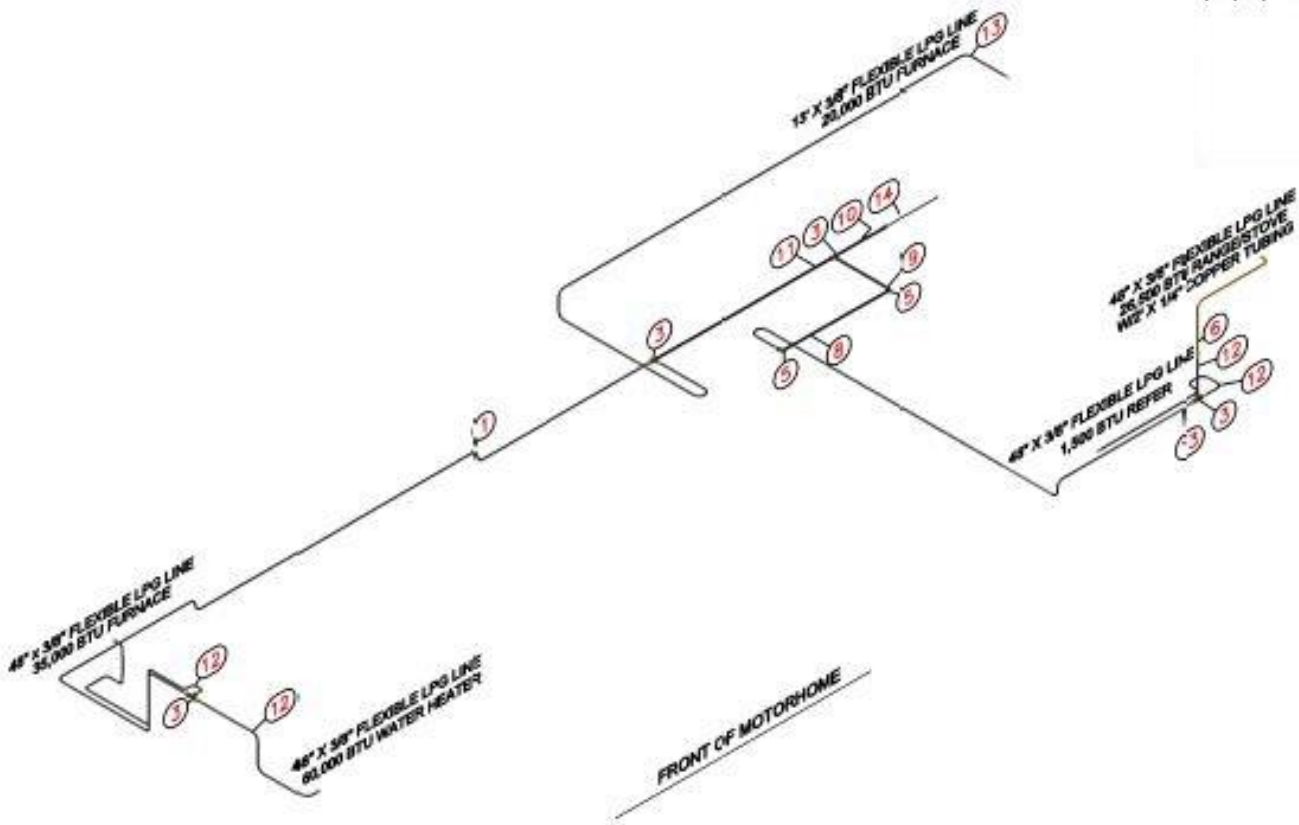 13' X 3/8" FLEXIBLE LPG LINE
20,000 BTU FURNACE
13
14
10
3
11
9
5
3
8
5
48" X 3/8" FLEXIBLE LPG LINE
26,500 BTU RANGE/STOVE
W/2' X 1/4" COPPER TUBING
6
12
12
48" X 3/8" FLEXIBLE LPG LINE
1,500 BTU REFER
3
3
1
48" X 3/8" FLEXIBLE LPG LINE
35,000 BTU FURNACE
12
3
12
48" X 3/8" FLEXIBLE LPG LINE
60,000 BTU WATER HEATER
FRONT OF MOTORHOME